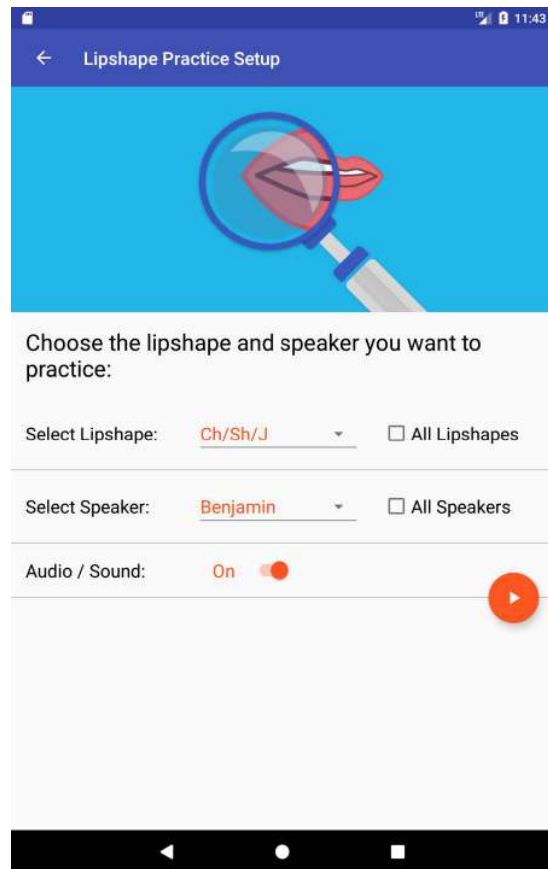 LTE 11:43
Lipshape Practice Setup
Choose the lipshape and speaker you want to
practice:
Select Lipshape: Ch/Sh/J All Lipshapes
Select Speaker: Benjamin All Speakers
Audio / Sound: On